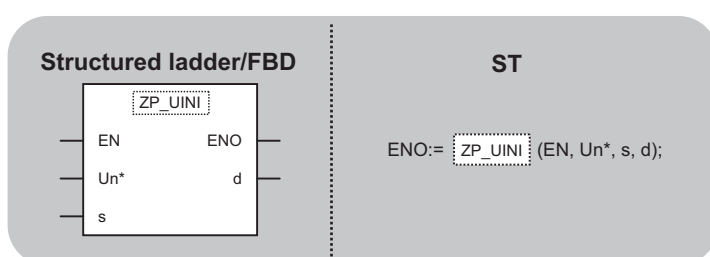 Structured ladder/FBD
ZP_UINI
EN ENO
Un* d
s
ST
ENO:= ZP_UINI (EN, Un*, s, d);